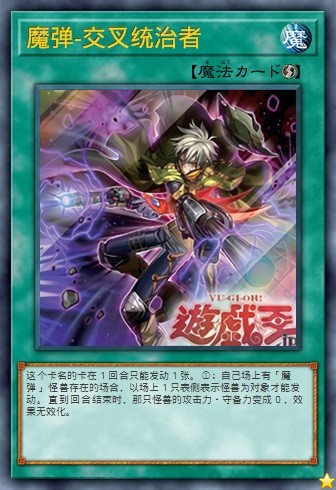 魔弹-交叉统治者
魔
【魔法カード】
YU-GI-OH!
遊戯王
这个卡名的卡在1回合只能发动1张。①:自己场上有「魔
弹」怪兽存在的场合,以场上1只表侧表示怪兽为对象才能发
动。直到回合结束时,那只怪兽的攻击力·守备力变成0,效
果无效化。